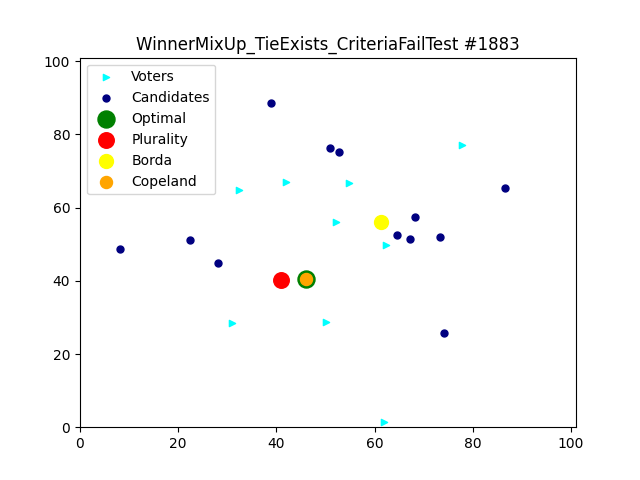 WinnerMixUp_TieExists_CriteriaFailTest #1883
100
80
60
40
20
0
Voters
Candidates
Optimal
Plurality
Borda
Copeland
0 20 40 60 80 100